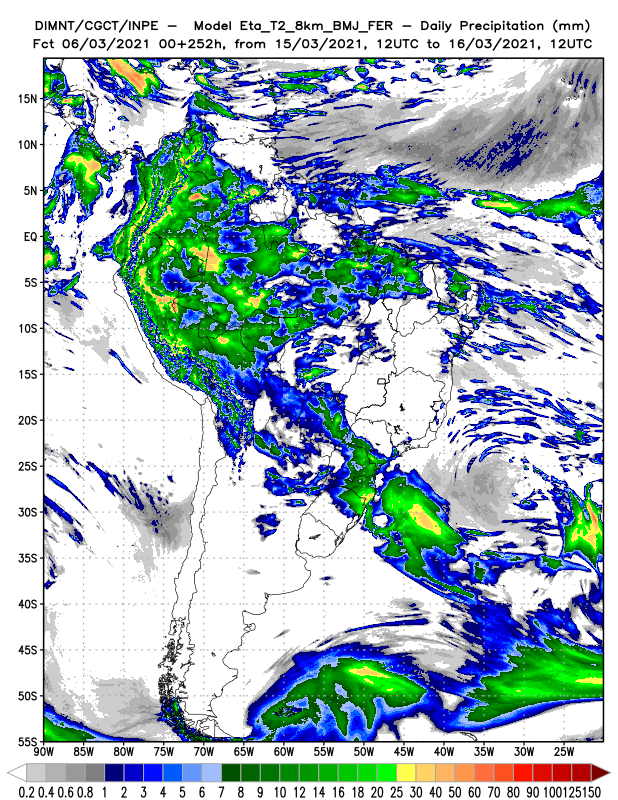 DIMNT/CGCT/INPE – Model Eta_T2_8km_BMJ_FER – Daily Precipitation (mm)
Fct 06/03/2021 00+252h, from 15/03/2021, 12UTC to 16/03/2021, 12UTC
15N
10N
5N
EQ
5S
10S
15S
20S
25S
30S
35S
40S
45S
50S
55S
90W 85W 80W 75W 70W 65W 60W 55W 50W 45W 40W 35W 30W 25W
0.2 0.4 0.6 0.8 1 2 3 4 5 6 7 8 9 10 12 14 16 18 20 25 30 40 50 60 70 80 90 100 125 150